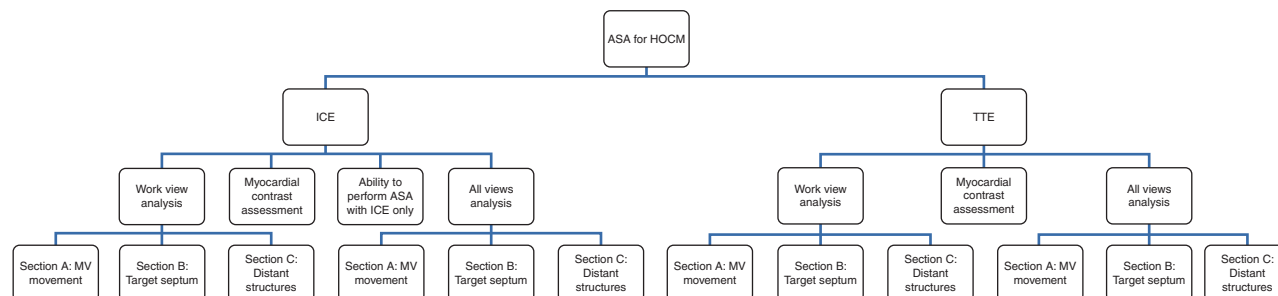 ASA for HOCM
ICE
TTE
Work view
analysis
Myocardial
contrast
assessment
Ability to
perform ASA
with ICE only
All views
analysis
Work view
analysis
Myocardial
contrast
assessment
All views
analysis
Section A: MV
movement
Section B:
Target septum
Section C:
Distant
structures
Section A: MV
movement
Section B:
Target septum
Section C:
Distant
structures
Section A: MV
movement
Section B:
Target septum
Section C:
Distant
structures
Section A: MV
movement
Section B:
Target septum
Section C:
Distant
structures